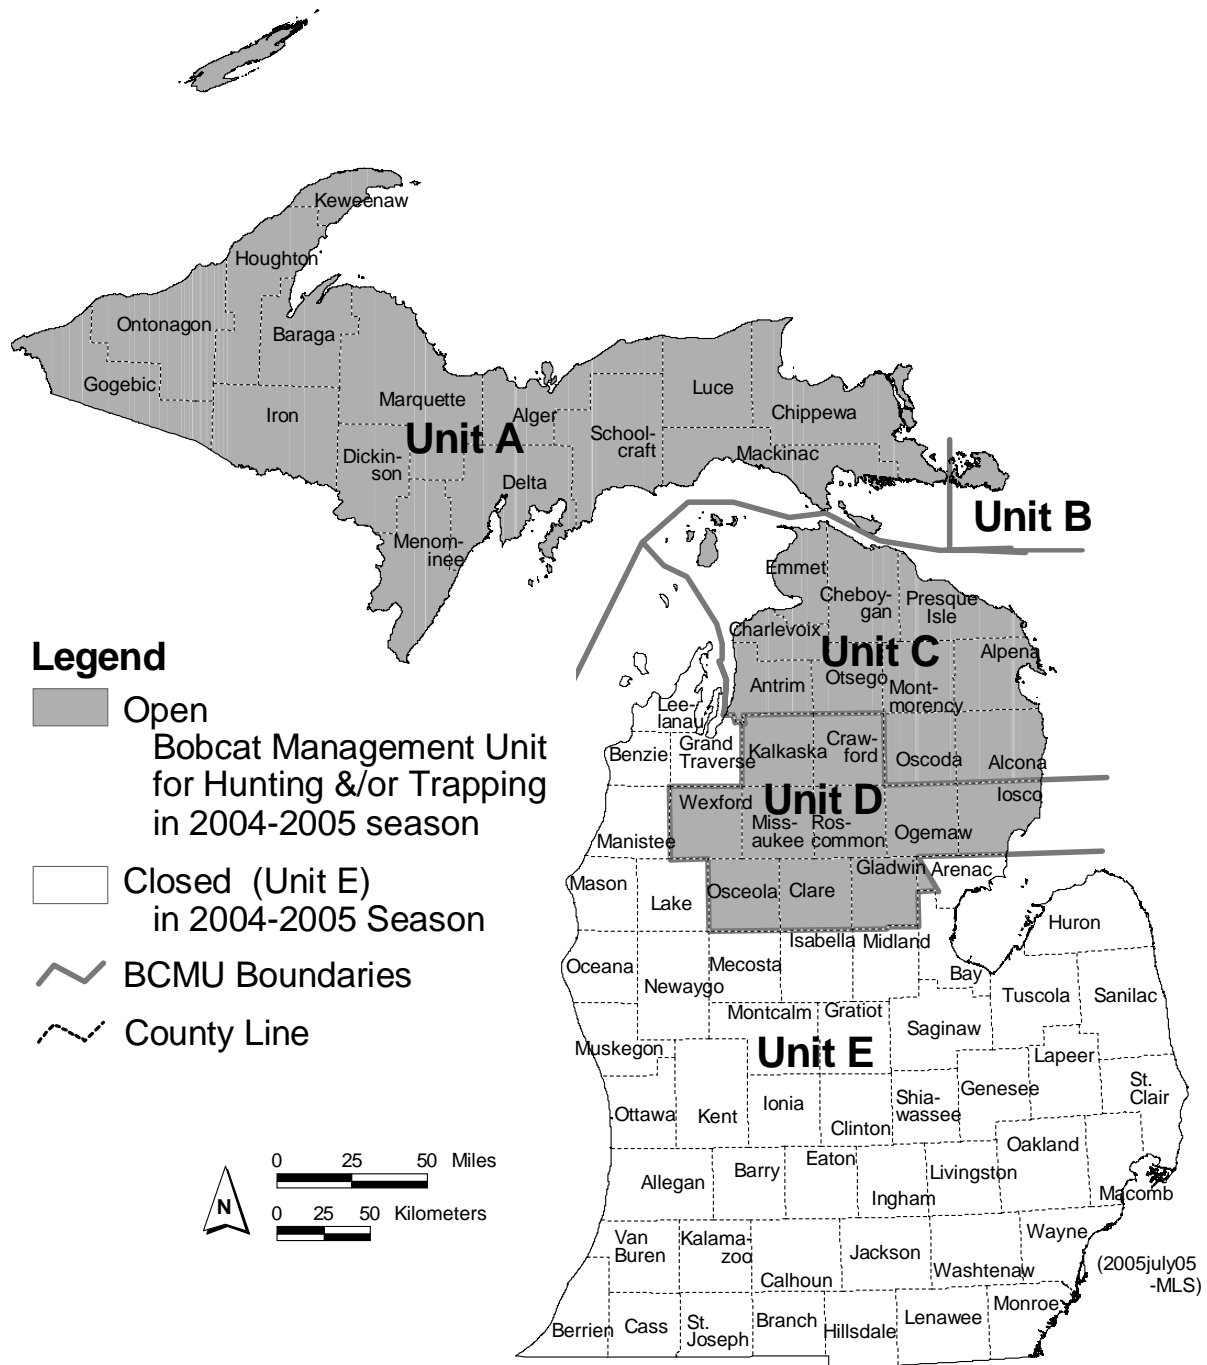 Keweenaw
Houghton
Ontonagon
Baraga
Gogebic
Iron
Marquette
Alger
Luce
Chippewa
Unit A
School-
craft
Mackinac
Dickin-
son
Delta
Menom-
inee
Unit B
Emmet
Cheboy-
gan
Presque
Isle
Charlevoix
Unit C
Alpena
Antrim
Otsego
Mont-
morency
Lee-
lanau
Benzie
Grand
Traverse
Kalkaska
Craw-
ford
Oscoda
Alcona
Unit D
Wexford
Iosco
Manistee
Miss-
aukee
Ros-
common
Ogemaw
Gladwin
Arenac
Mason
Lake
Osceola
Clare
Huron
Isabella
Midland
Oceana
Newaygo
Mecosta
Bay
Tuscola
Sanilac
Montcalm
Gratiot
Saginaw
Muskegon
Unit E
Lapeer
Genesee
St.
Clair
Ottawa
Kent
Ionia
Clinton
Shia-
wassee
Oakland
Allegan
Barry
Eaton
Ingham
Livingston
Macomb
Van
Buren
Kalama-
zoo
Calhoun
Jackson
Washtenaw
Wayne
Berrien
Cass
St.
Joseph
Branch
Hillsdale
Lenawee
Monroe
(2005july05
-MLS)
Legend
Open
Bobcat Management Unit
for Hunting &/or Trapping
in 2004-2005 season
Closed (Unit E)
in 2004-2005 Season
BCMU Boundaries
County Line
N
0 25 50 Miles
0 25 50 Kilometers